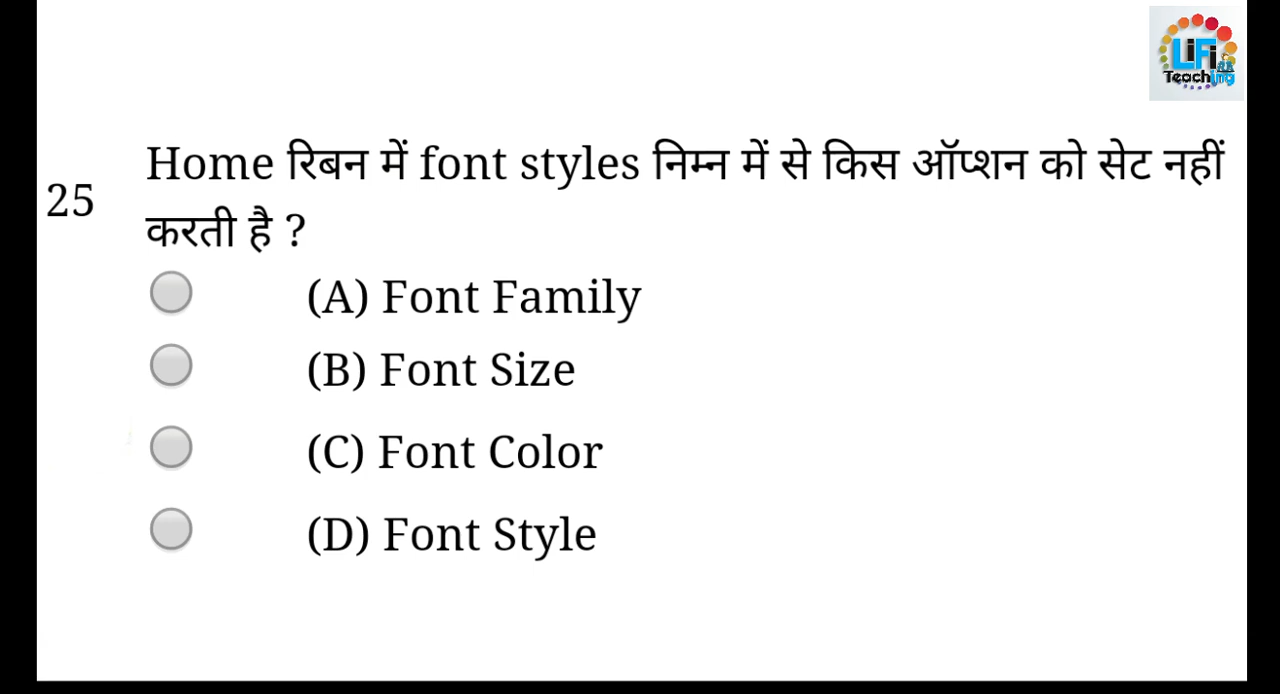 LiFi
Teaching
25
Home रिबन में font styles निम्न में से किस ऑप्शन को सेट नहीं
करती है ?
(A) Font Family
(B) Font Size
(C) Font Color
(D) Font Style